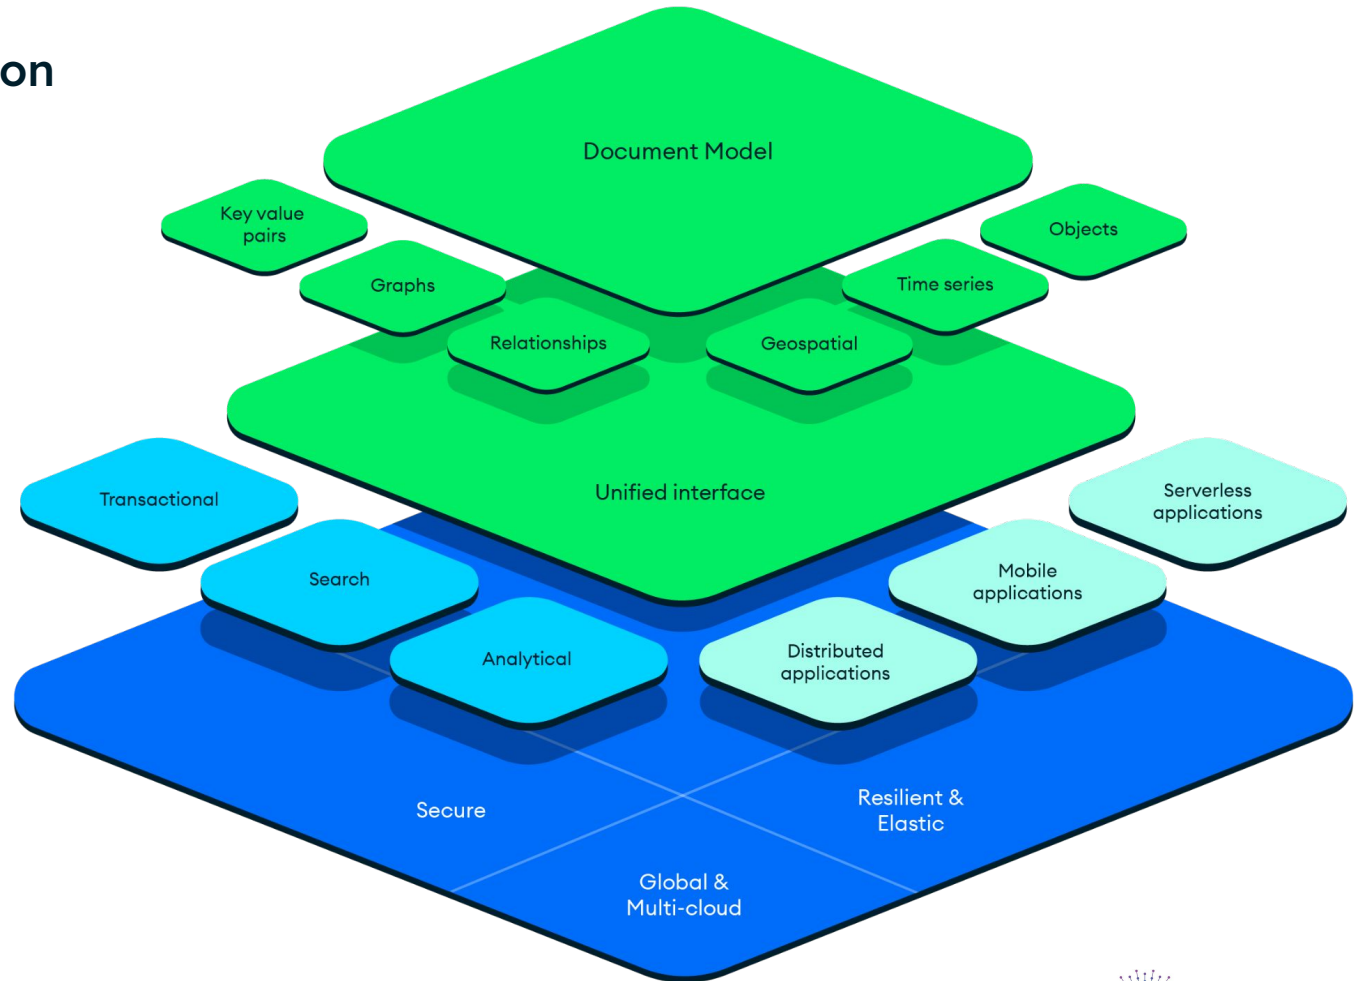 on
Document Model
Key value
pairs
Objects
Graphs
Time series
Relationships
Geospatial
Unified interface
Transactional
Serverless
applications
Search
Mobile
applications
Analytical
Distributed
applications
Secure
Resilient &
Elastic
Global &
Multi-cloud